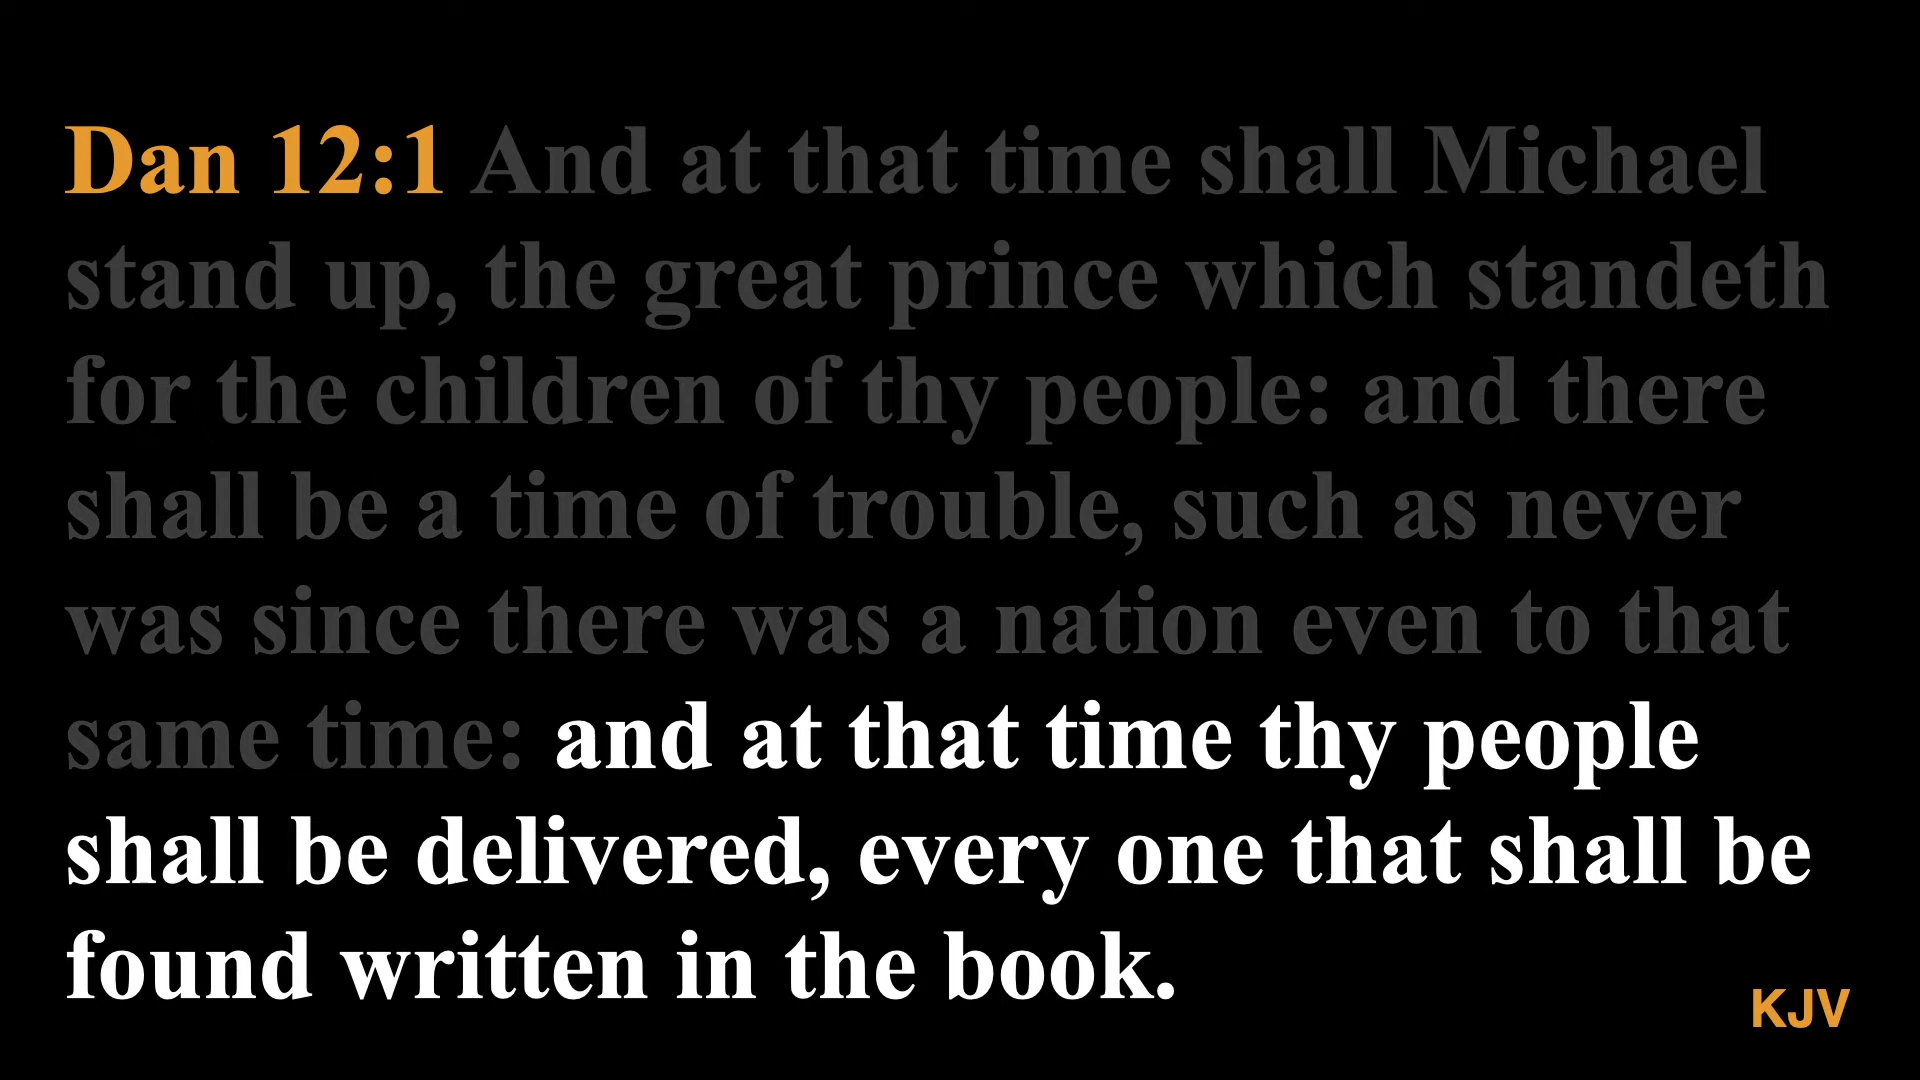 Dan 12:1 And at that time shall Michael
stand up, the great prince which standeth
for the children of thy people: and there
shall be a time of trouble, such as never
was since there was a nation even to that
same time: and at that time thy people
shall be delivered, every one that shall be
found written in the book.
KJV